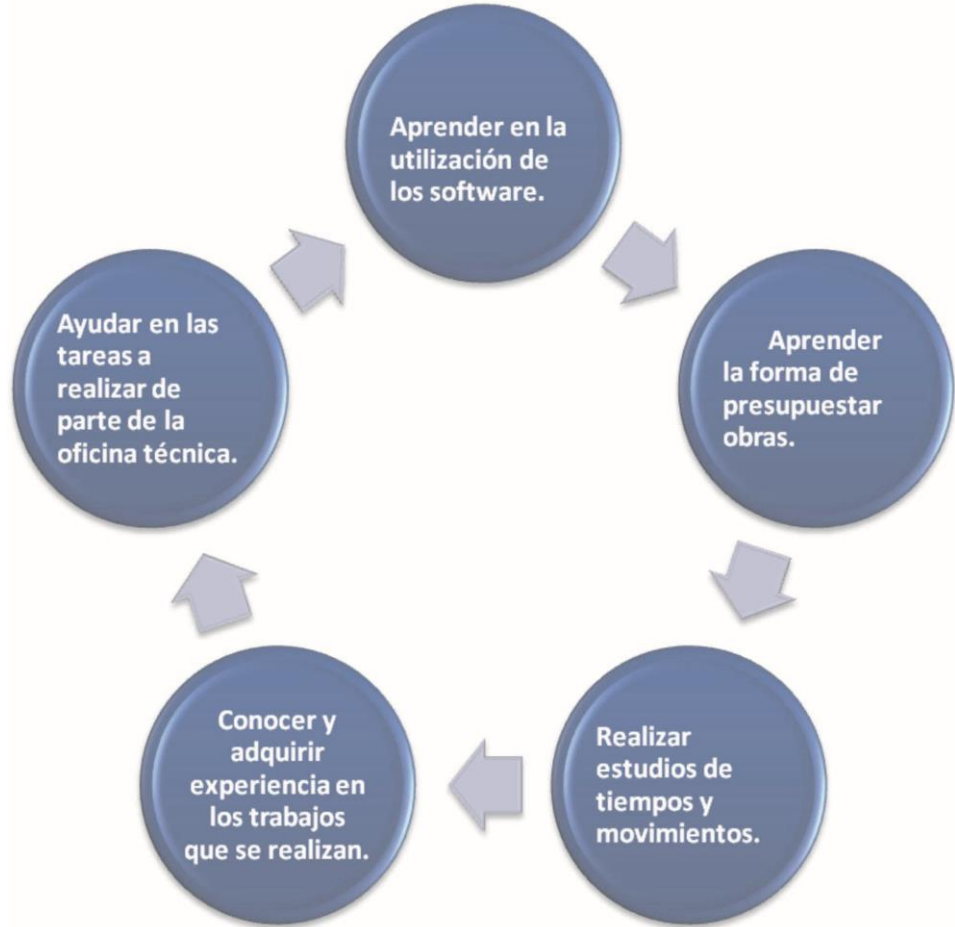 Aprender en la
utilización de
los software.
Aprender
la forma de
presupuestar
obras.
Realizar
estudios de
tiempos y
movimientos.
Conocer y
adquirir
experiencia en
los trabajos
que se realizan.
Ayudar en las
tareas a
realizar de
parte de la
oficina técnica.